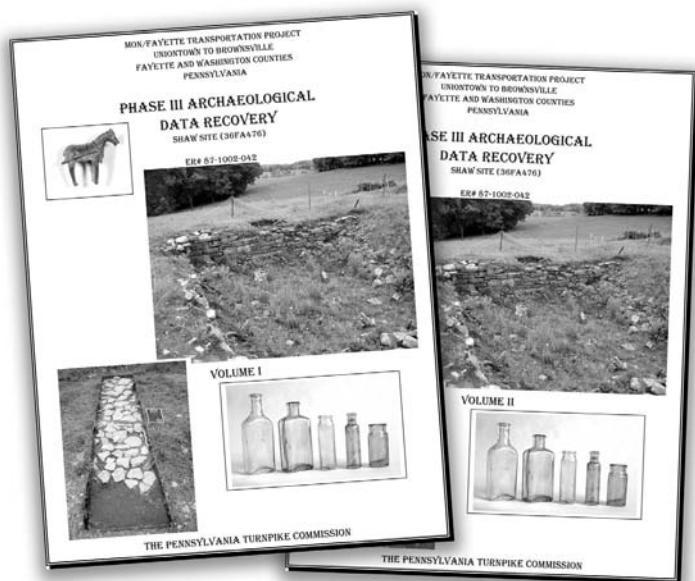 MON/FAYETTE TRANSPORTATION PROJECT
UNIONTOWN TO BROWNSVILLE
FAYETTE AND WASHINGTON COUNTIES
PENNSYLVANIA
PHASE III ARCHAEOLOGICAL
DATA RECOVERY
SHAW SITE (36FA476)
ER# 87-1002-042
VOLUME I
THE PENNSYLVANIA TURNPIKE COMMISSION
ON/FAYETTE TRANSPORTATION PROJECT
UNIONTOWN TO BROWNSVILLE
FAYETTE AND WASHINGTON COUNTIES
PENNSYLVANIA
ASE III ARCHAEOLOGICAL
DATA RECOVERY
SHAW SITE (36FA476)
ER# 87-1002-042
VOLUME II
THE PENNSYLVANIA TURNPIKE COMMISSION